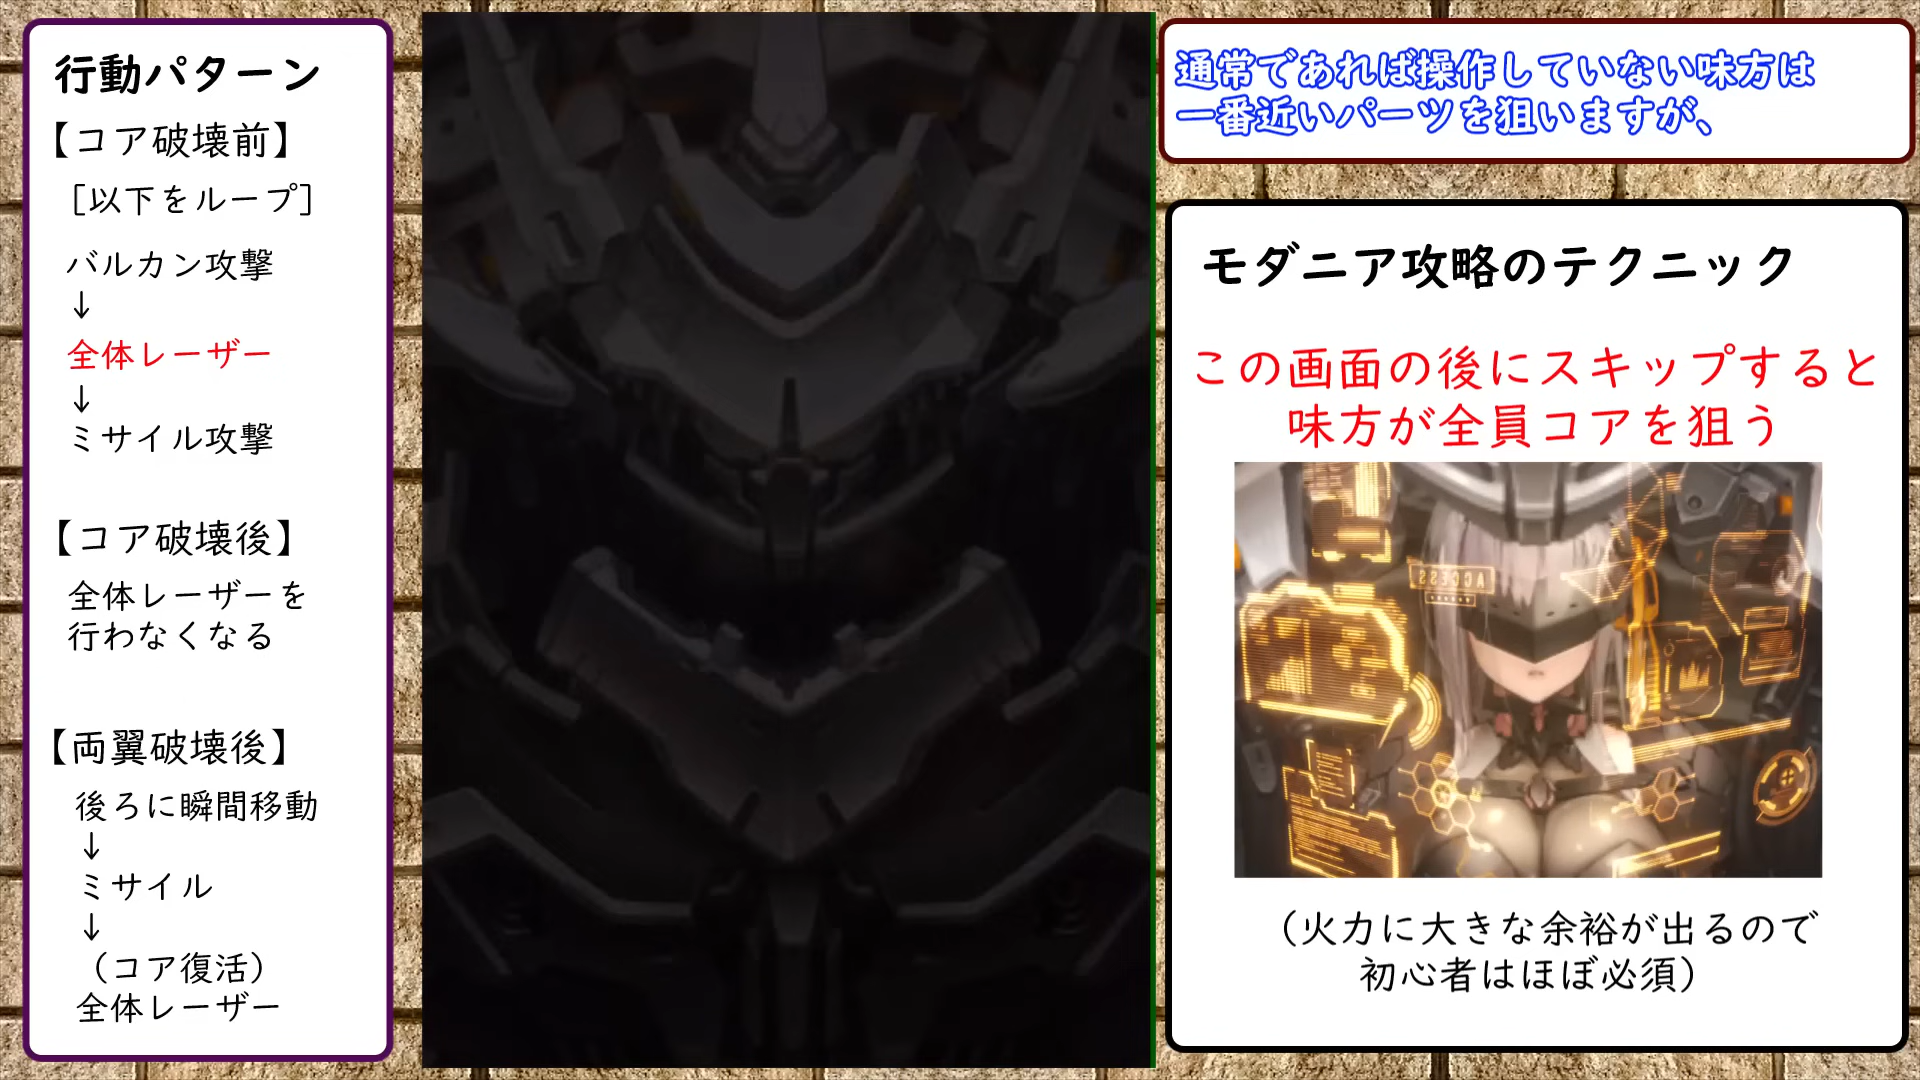 行動パターン
【コア破壊前】
[以下をループ]
バルカン攻撃
↓
全体レーザー
↓
ミサイル攻撃
【コア破壊後】
全体レーザーを
行わなくなる
【両翼破壊後】
後ろに瞬間移動
↓
ミサイル
↓
（コア復活）
全体レーザー
通常であれば操作していない味方は
一番近いパーツを狙いますが、
モダニア攻略のテクニック
この画面の後にスキップすると
味方が全員コアを狙う
ACCESS
（火力に大きな余裕が出るので
初心者はほぼ必須）